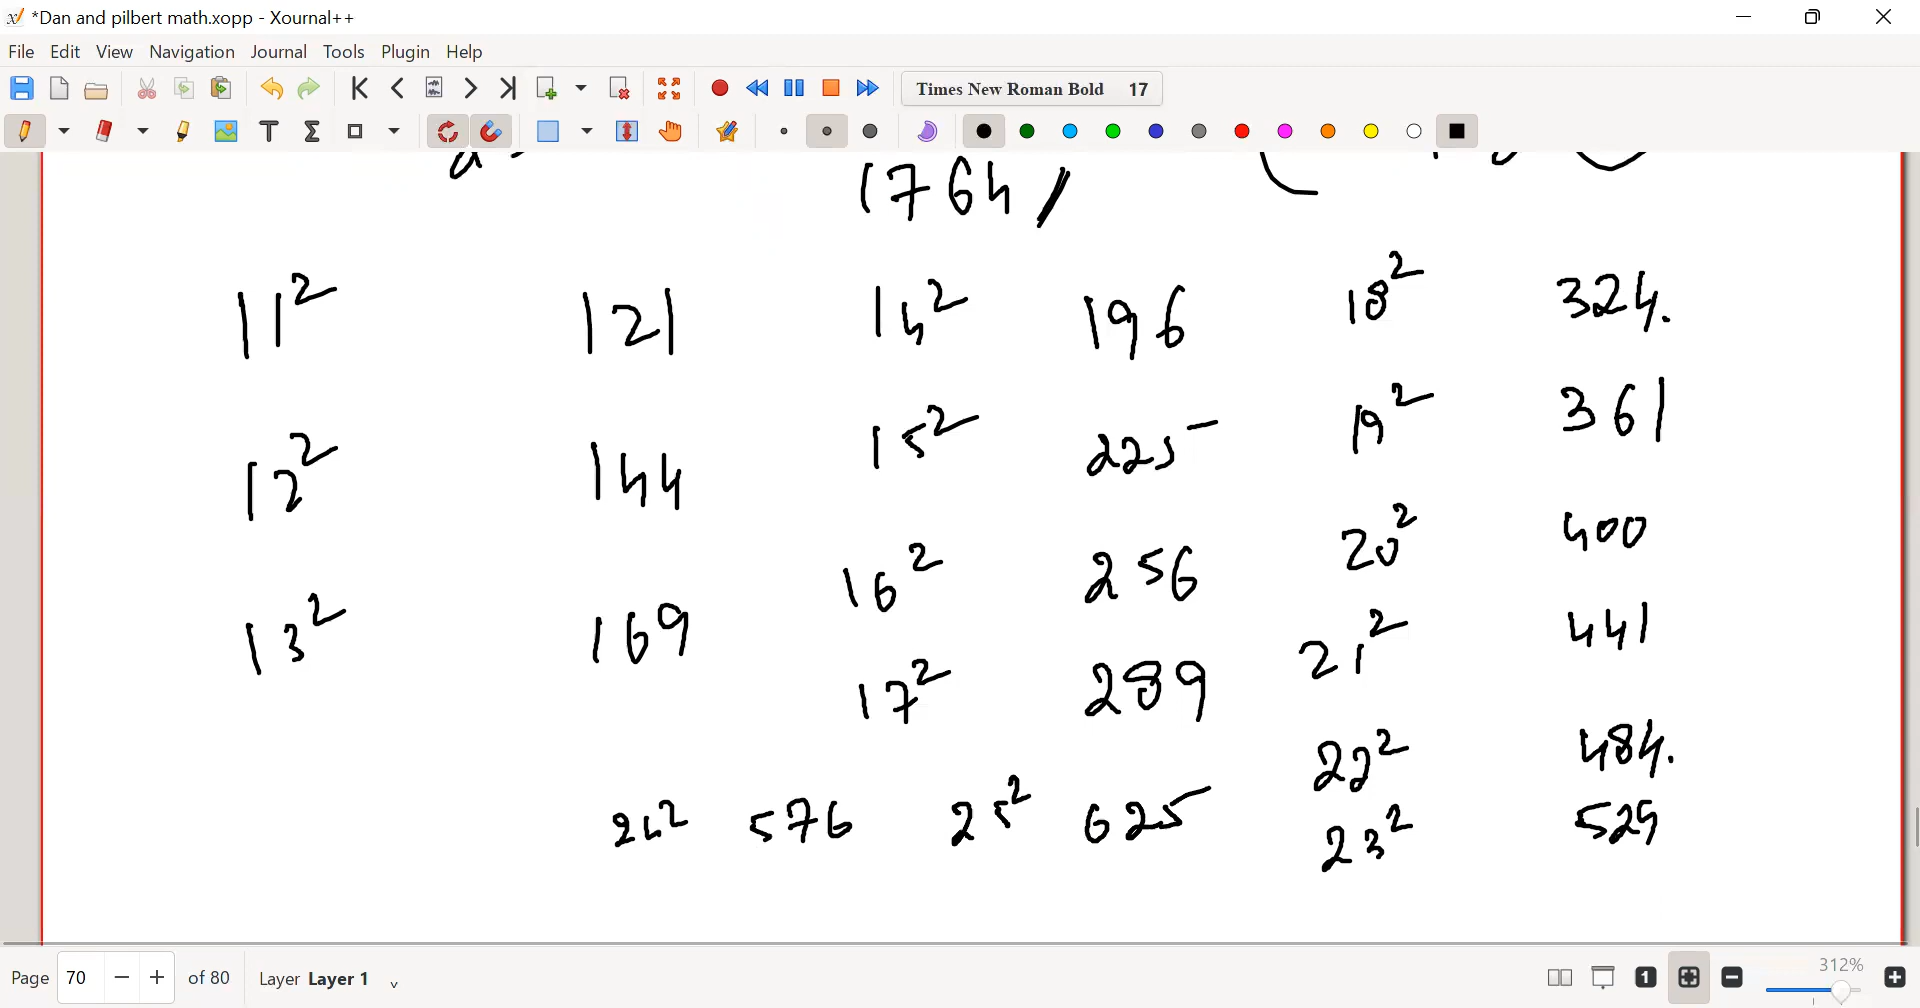 *Dan and pilbert math.xopp - Xournal++
File Edit View Navigation Journal Tools Plugin Help
Times New Roman Bold 17
1764
11² 121 14² 196 18² 324.
15² 225 19² 361
12² 144
16² 256 20² 400
13² 169 21² 441
17² 289
22² 484.
24² 576 25² 625 23² 529
Page 70 of 80 Layer Layer 1 312%